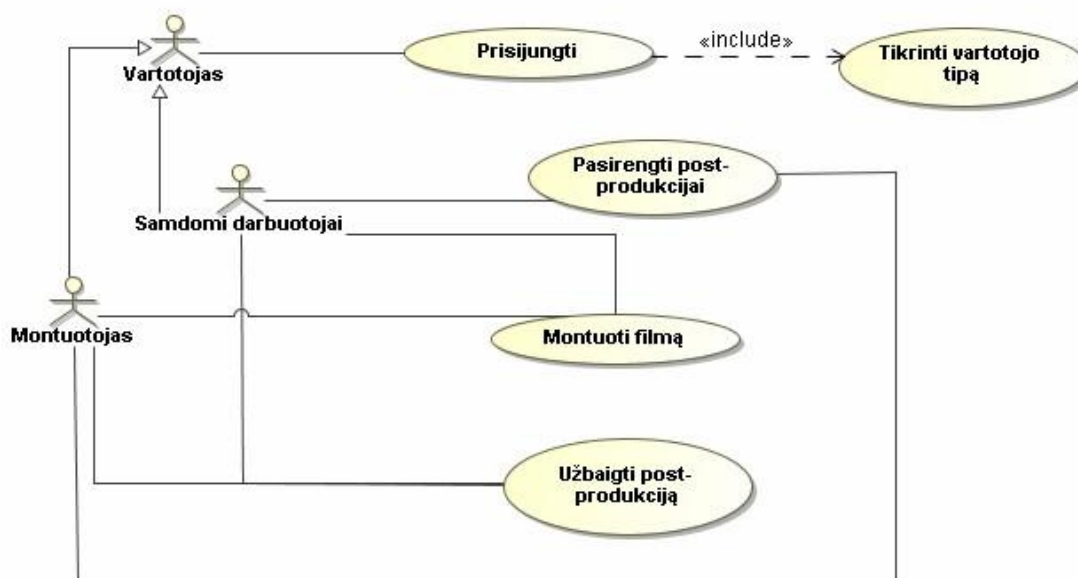 Vartotojas
Prisijungti
«include»
Tikrinti vartotojo
tipą
Pasirengti post-
produkcijai
Samdomi darbuotojai
Montuotojas
Montuoti filmą
Užbaigti post-
produkciją